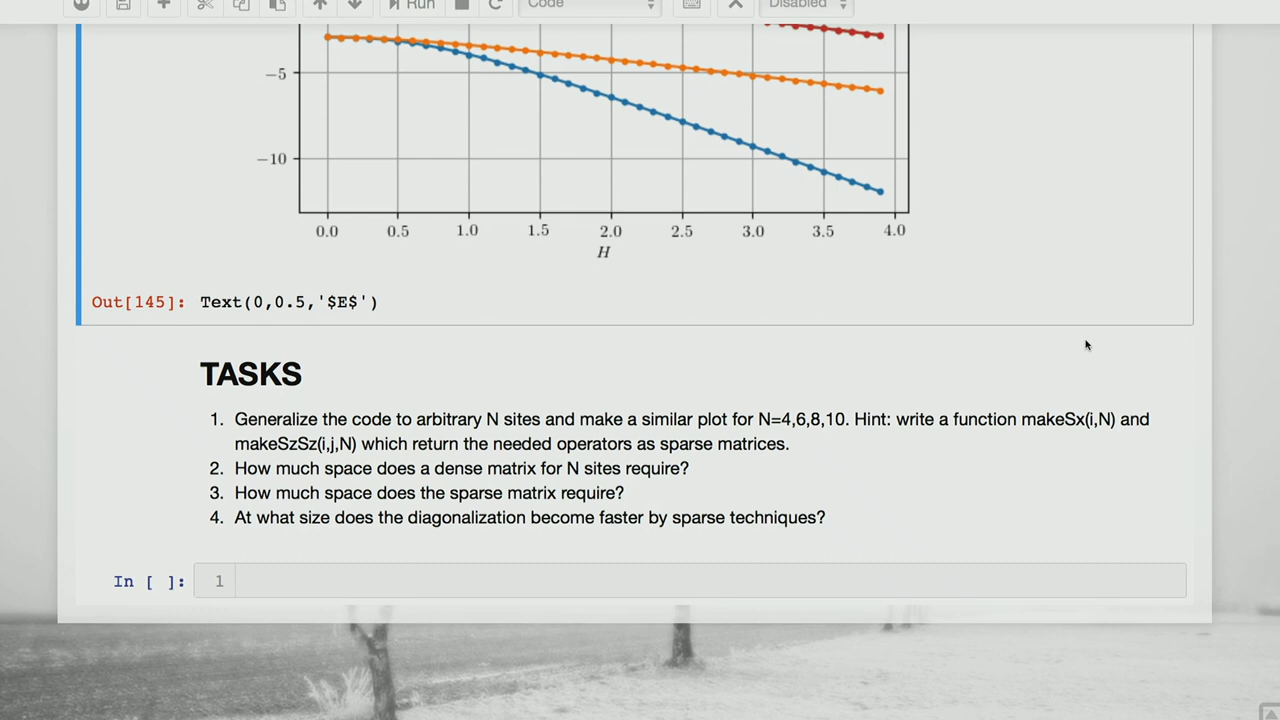 Run
Code
Disabled
−5
−10
0.0 0.5 1.0 1.5 2.0 2.5 3.0 3.5 4.0
H
Out[145]: Text(0,0.5,'$E$')
TASKS
1. Generalize the code to arbitrary N sites and make a similar plot for N=4,6,8,10. Hint: write a function makeSx(i,N) and
makeSzSz(i,j,N) which return the needed operators as sparse matrices.
2. How much space does a dense matrix for N sites require?
3. How much space does the sparse matrix require?
4. At what size does the diagonalization become faster by sparse techniques?
In [ ]: 1